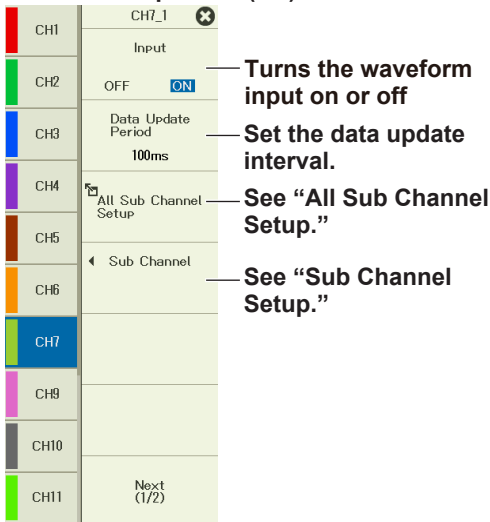 CH1
CH2
CH3
CH4
CH5
CH6
CH7
CH9
CH10
CH11
CH7_1
Input
OFF ON
Data Update
Period
100ms
All Sub Channel
Setup
Sub Channel
Next
(1/2)
Turns the waveform
input on or off
Set the data update
interval.
See “All Sub Channel
Setup.”
See “Sub Channel
Setup.”